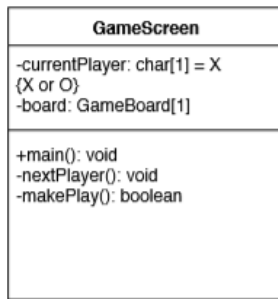 GameScreen
-currentPlayer: char[1] = X
{X or O}
-board: GameBoard[1]
+main(): void
-nextPlayer(): void
-makePlay(): boolean